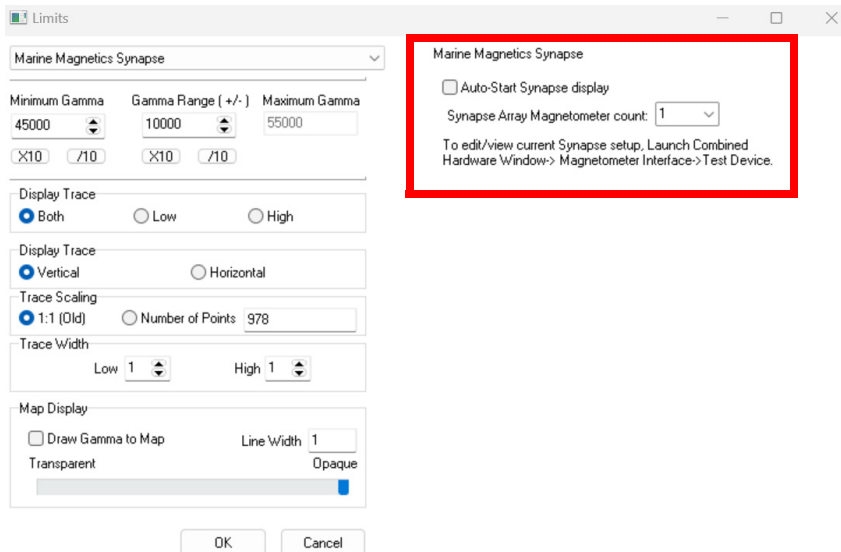 Limits
Marine Magnetics Synapse
Minimum Gamma Gamma Range ( +/- ) Maximum Gamma
45000 10000 55000
X10 /10 X10 /10
Display Trace
Both Low High
Display Trace
Vertical Horizontal
Trace Scaling
1:1 (Old) Number of Points 978
Trace Width
Low 1 High 1
Map Display
Draw Gamma to Map Line Width 1
Transparent Opaque
OK Cancel
Marine Magnetics Synapse
Auto-Start Synapse display
Synapse Array Magnetometer count: 1
To edit/view current Synapse setup, Launch Combined
Hardware Window-> Magnetometer Interface->Test Device.